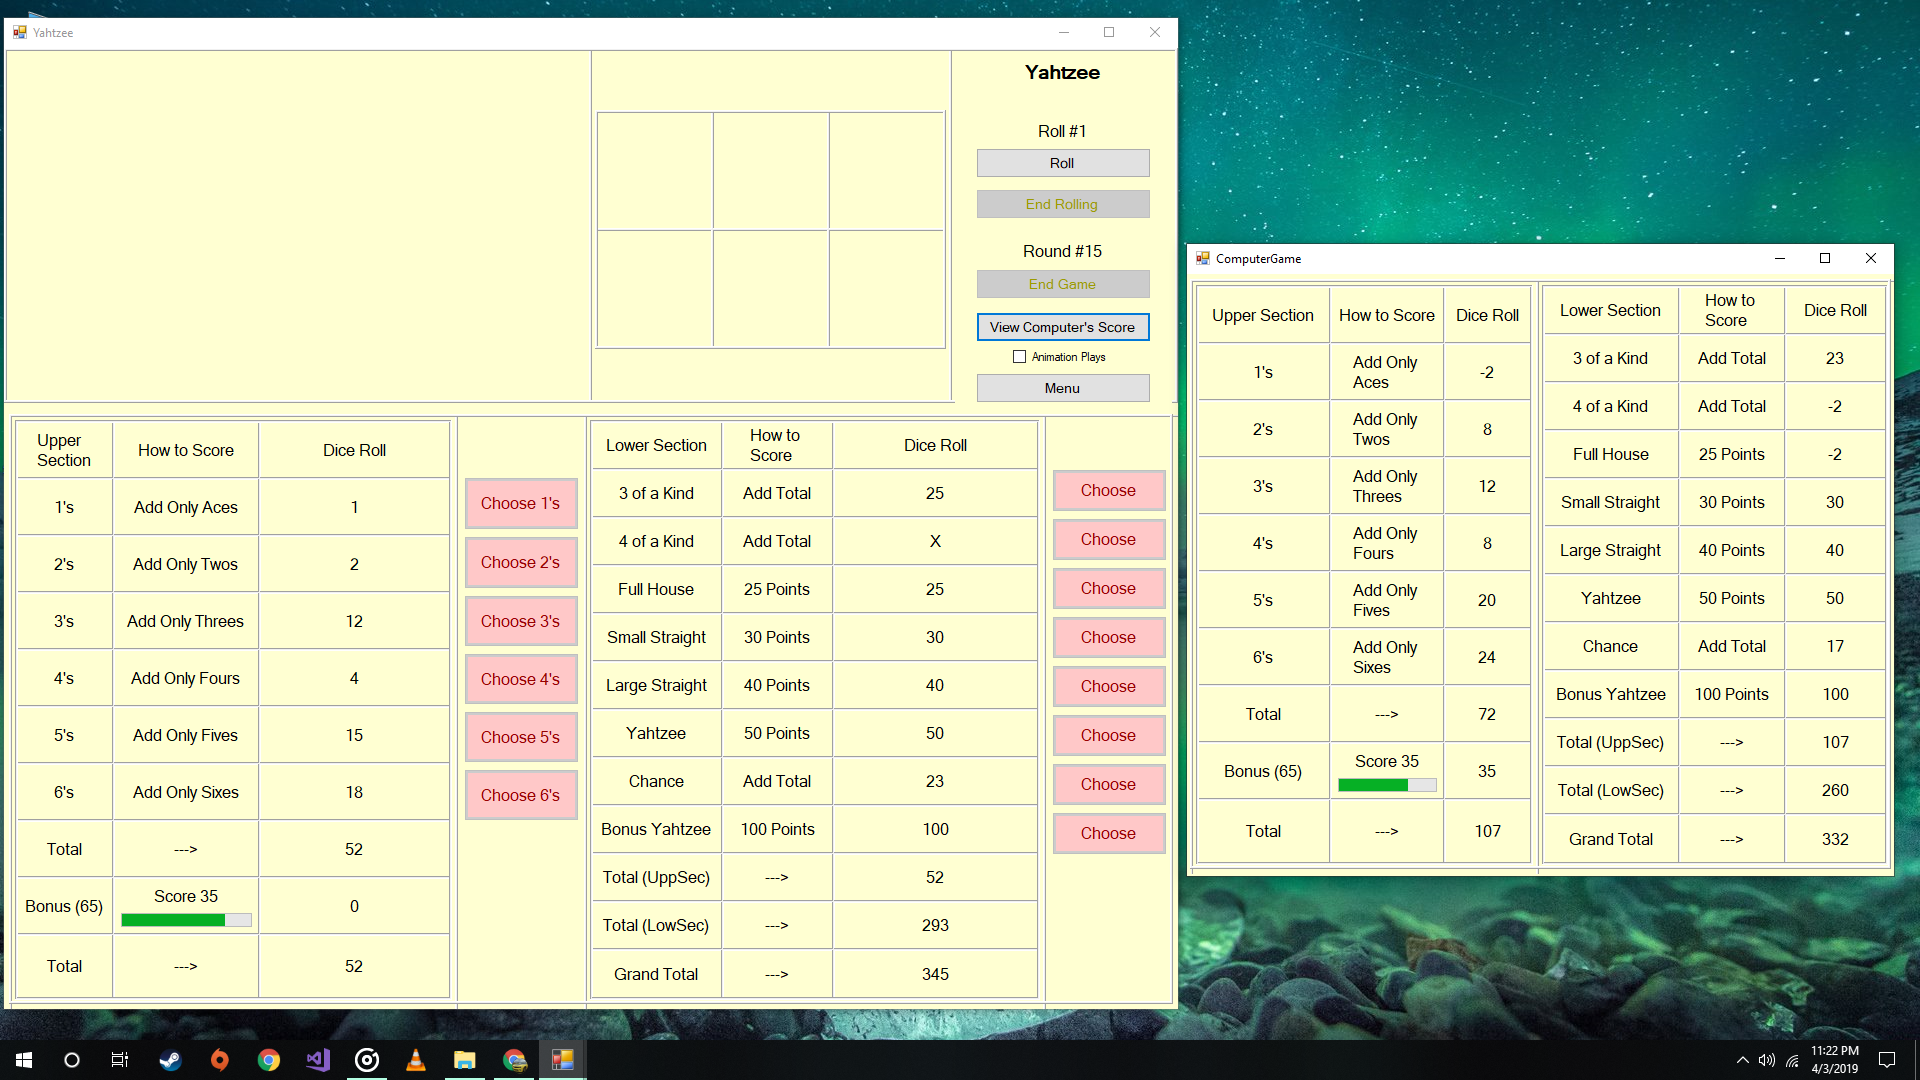 Yahtzee
Yahtzee
Roll #1
Roll
End Rolling
Round #15
End Game
View Computer's Score
Animation Plays
Menu
Upper Section How to Score Dice Roll
1's Add Only Aces 1
2's Add Only Twos 2
3's Add Only Threes 12
4's Add Only Fours 4
5's Add Only Fives 15
6's Add Only Sixes 18
Total ---> 52
Bonus (65) Score 35 0
Total ---> 52
Choose 1's
Choose 2's
Choose 3's
Choose 4's
Choose 5's
Choose 6's
Lower Section How to Score Dice Roll
3 of a Kind Add Total 25
4 of a Kind Add Total X
Full House 25 Points 25
Small Straight 30 Points 30
Large Straight 40 Points 40
Yahtzee 50 Points 50
Chance Add Total 23
Bonus Yahtzee 100 Points 100
Total (UppSec) ---> 52
Total (LowSec) ---> 293
Grand Total ---> 345
Choose
Choose
Choose
Choose
Choose
Choose
Choose
Choose
ComputerGame
Upper Section How to Score Dice Roll
1's Add Only Aces -2
2's Add Only Twos 8
3's Add Only Threes 12
4's Add Only Fours 8
5's Add Only Fives 20
6's Add Only Sixes 24
Total ---> 72
Bonus (65) Score 35 35
Total ---> 107
Lower Section How to Score Dice Roll
3 of a Kind Add Total 23
4 of a Kind Add Total -2
Full House 25 Points -2
Small Straight 30 Points 30
Large Straight 40 Points 40
Yahtzee 50 Points 50
Chance Add Total 17
Bonus Yahtzee 100 Points 100
Total (UppSec) ---> 107
Total (LowSec) ---> 260
Grand Total ---> 332
11:22 PM
4/3/2019